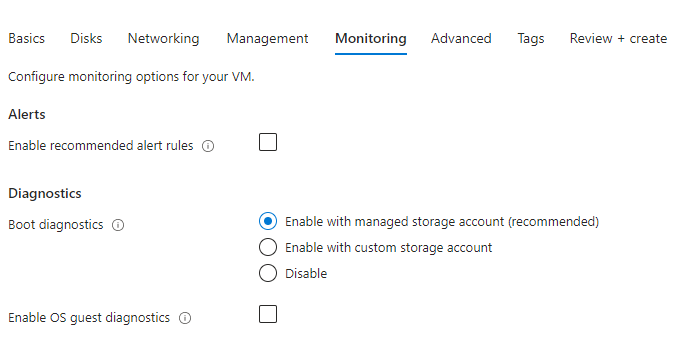 Basics Disks Networking Management Monitoring Advanced Tags Review + create
Configure monitoring options for your VM.
Alerts
Enable recommended alert rules
Diagnostics
Boot diagnostics Enable with managed storage account (recommended)
Enable with custom storage account
Disable
Enable OS guest diagnostics